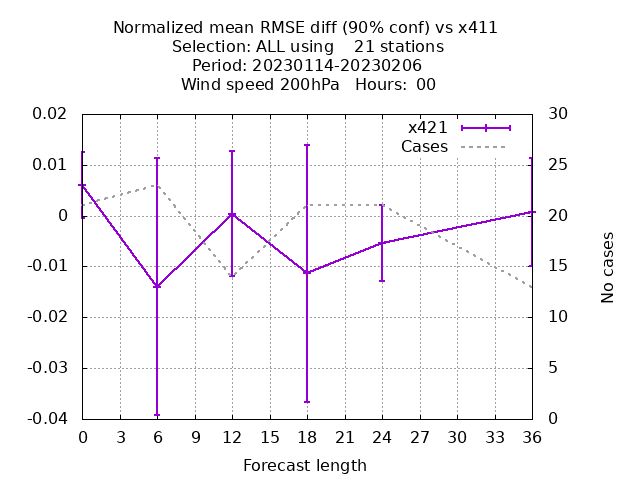 Normalized mean RMSE diff (90% conf) vs x411
Selection: ALL using    21 stations
Period: 20230114-20230206
Wind speed 200hPa   Hours:  00
x421
Cases
0.02
0.01
0
-0.01
-0.02
-0.03
-0.04
30
25
20
15
10
5
0
No cases
0 3 6 9 12 15 18 21 24 27 30 33 36
Forecast length